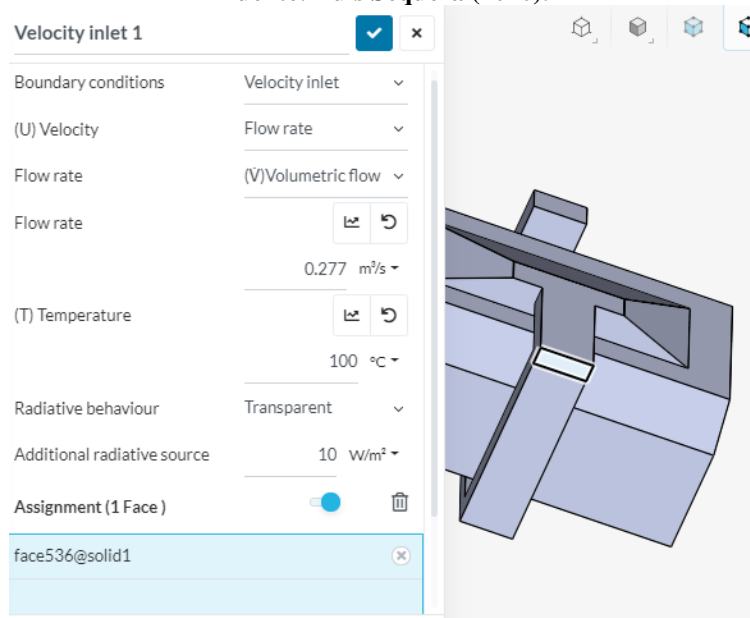 Velocity inlet 1
Boundary conditions Velocity inlet
(U) Velocity Flow rate
Flow rate (V̇)Volumetric flow
Flow rate
0.277 m³/s
(T) Temperature
100 °C
Radiative behaviour Transparent
Additional radiative source 10 W/m²
Assignment (1 Face )
face536@solid1